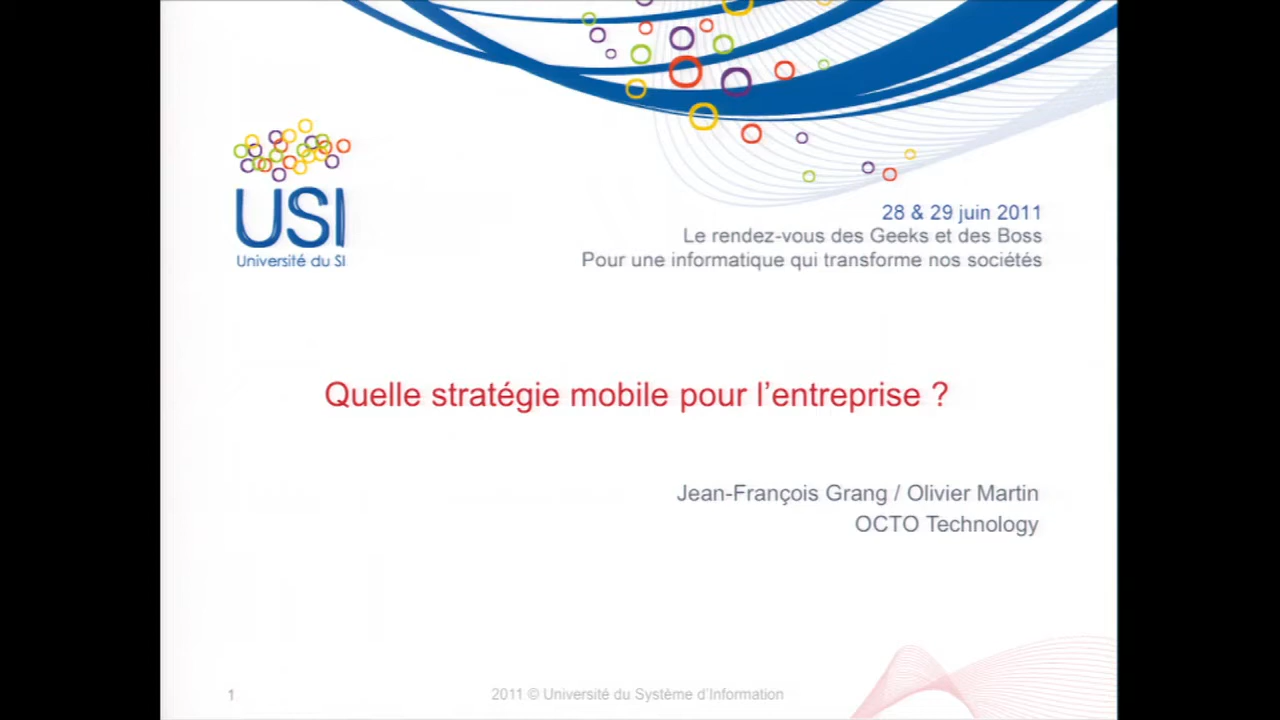 USI
Université du SI
28 & 29 juin 2011
Le rendez-vous des Geeks et des Boss
Pour une informatique qui transforme nos sociétés
Quelle stratégie mobile pour l’entreprise ?
Jean-François Grang / Olivier Martin
OCTO Technology
1
2011 © Université du Système d’Information